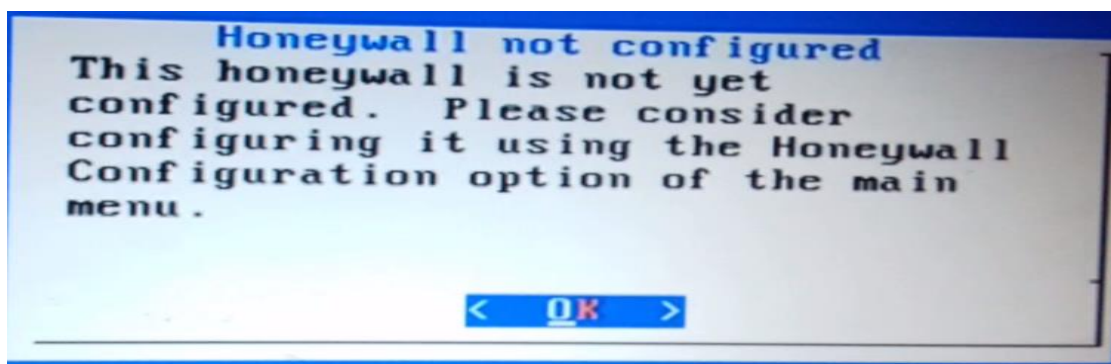 Honeywall not configured
This honeywall is not yet
configured. Please consider
configuring it using the Honeywall
Configuration option of the main
menu.
< OK >